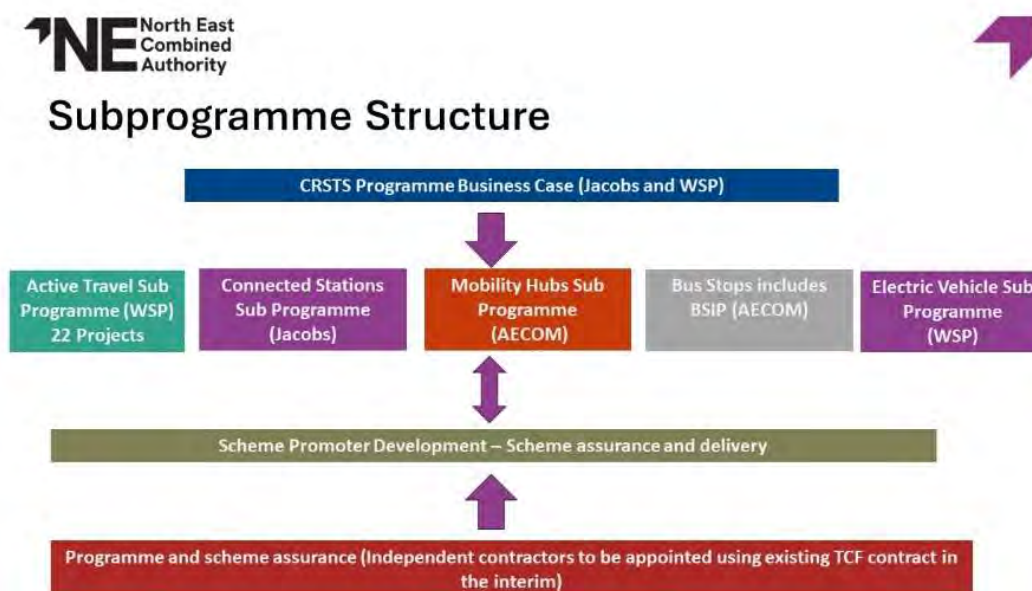 NE North East
Combined
Authority
Subprogramme Structure
CRSTS Programme Business Case (Jacobs and WSP)
Active Travel Sub
Programme (WSP)
22 Projects
Connected Stations
Sub Programme
(Jacobs)
Mobility Hubs Sub
Programme
(AECOM)
Bus Stops includes
BSIP (AECOM)
Electric Vehicle Sub
Programme
(WSP)
Scheme Promoter Development – Scheme assurance and delivery
Programme and scheme assurance (Independent contractors to be appointed using existing TCF contract in
the interim)